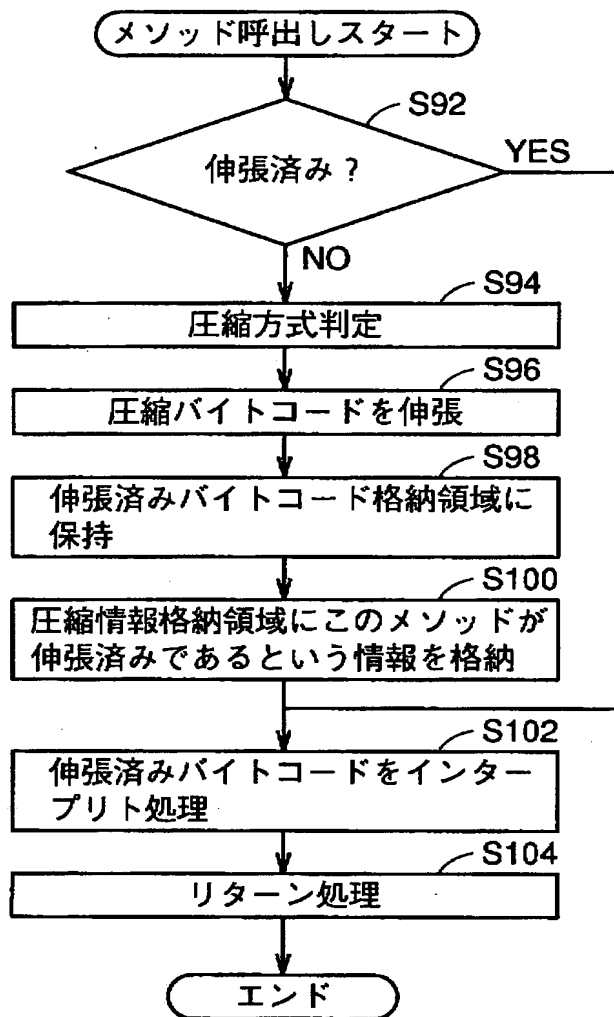 メソッド呼出しスタート
S92
伸張済み？
YES
NO
S94
圧縮方式判定
S96
圧縮バイトコードを伸張
S98
伸張済みバイトコード格納領域に
保持
S100
圧縮情報格納領域にこのメソッドが
伸張済みであるという情報を格納
S102
伸張済みバイトコードをインター
プリト処理
S104
リターン処理
エンド